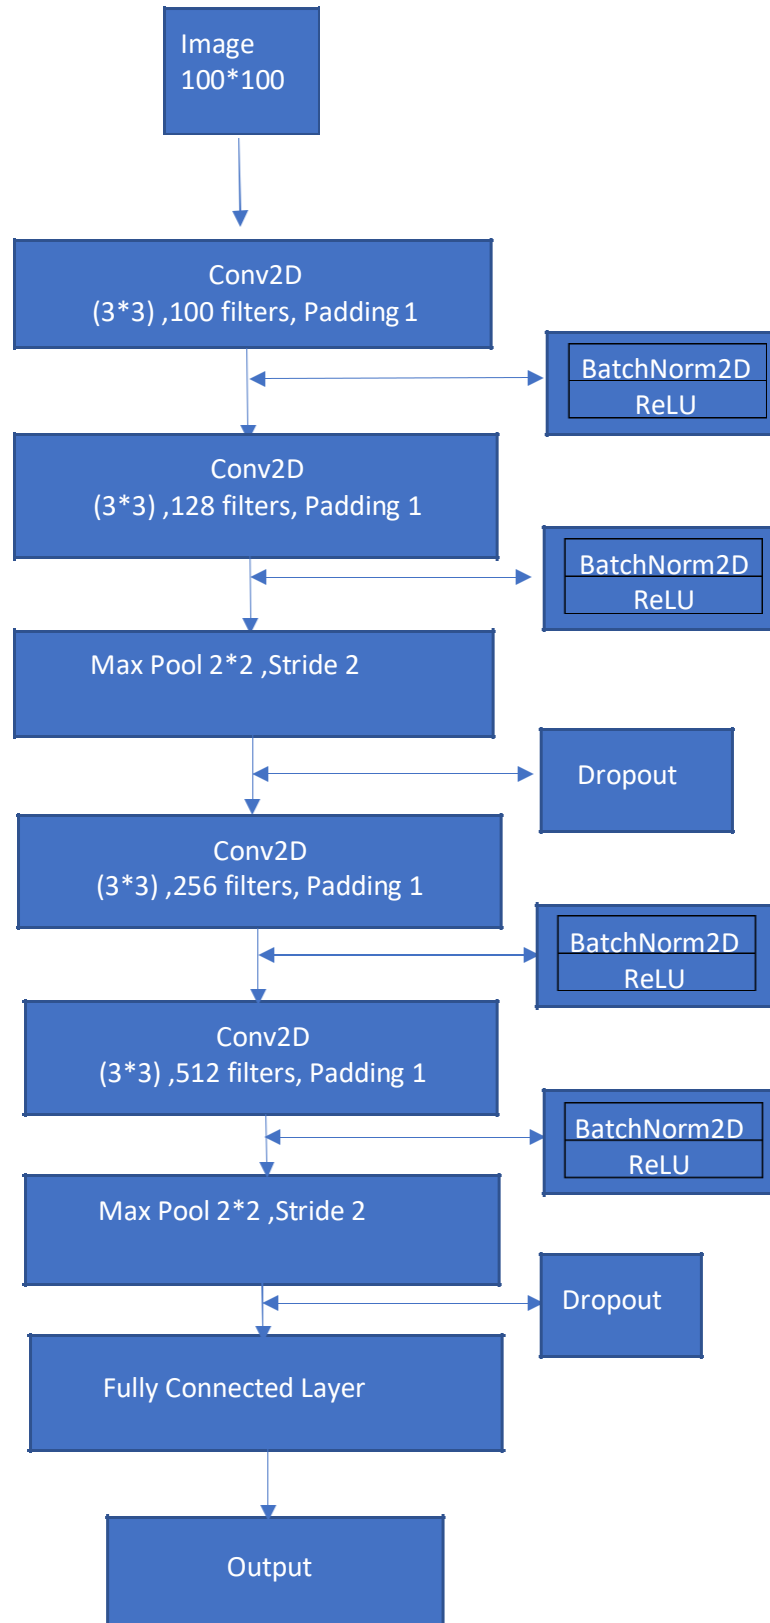 Image
100*100
Conv2D
(3*3) ,100 filters, Padding 1
BatchNorm2D
ReLU
Conv2D
(3*3) ,128 filters, Padding 1
BatchNorm2D
ReLU
Max Pool 2*2 ,Stride 2
Dropout
Conv2D
(3*3) ,256 filters, Padding 1
BatchNorm2D
ReLU
Conv2D
(3*3) ,512 filters, Padding 1
BatchNorm2D
ReLU
Max Pool 2*2 ,Stride 2
Dropout
Fully Connected Layer
Output